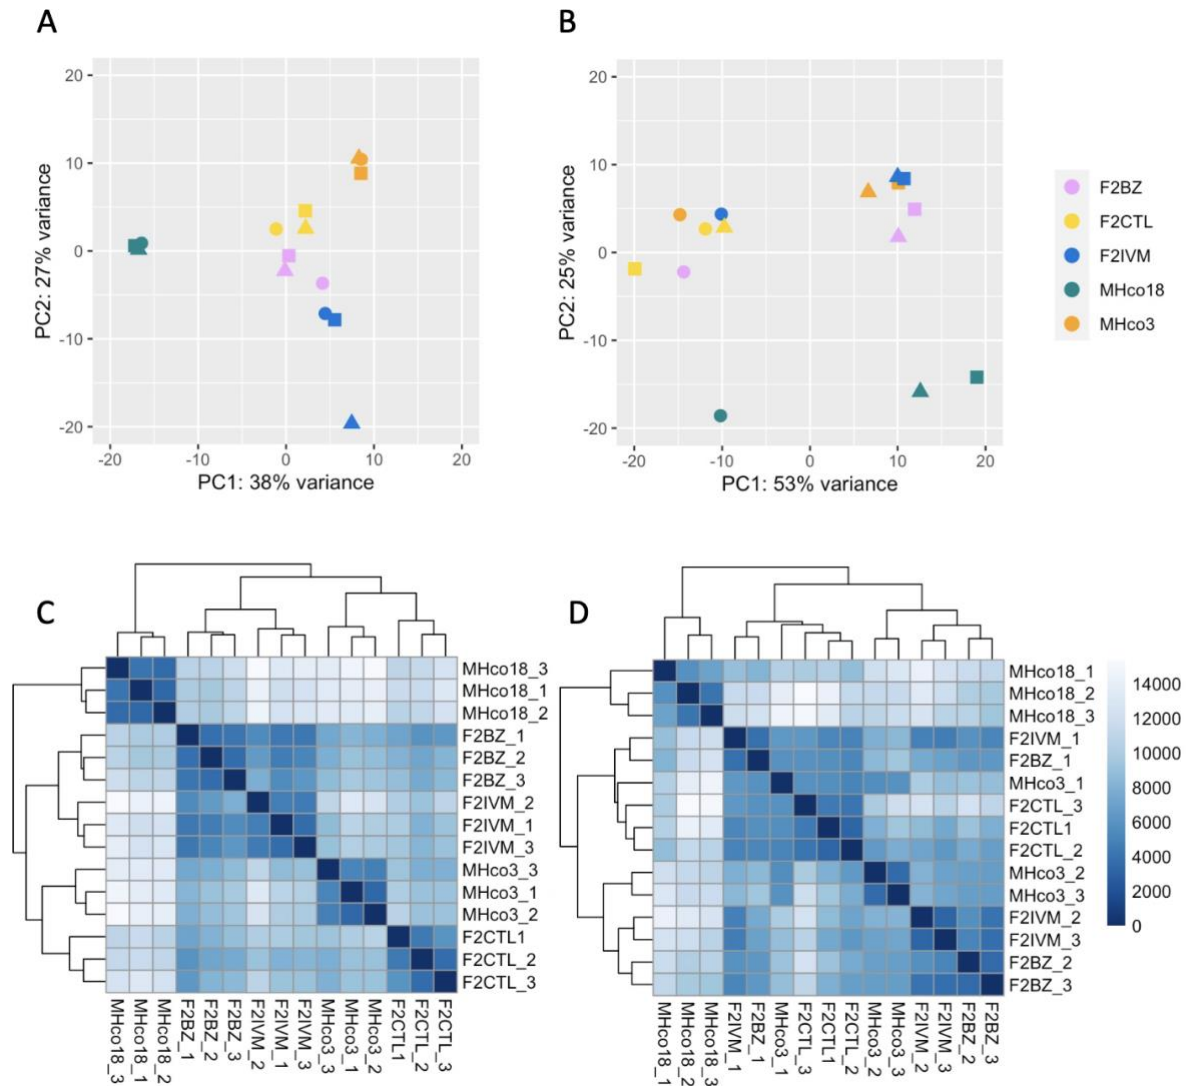 A
B
20
10
0
-10
-20
PC2: 27% variance
-20
-10
0
10
20
PC1: 38% variance
20
10
0
-10
-20
PC2: 25% variance
-20
-10
0
10
20
PC1: 53% variance
F2BZ
F2CTL
F2IVM
MHco18
MHco3
C
MHco18_3
MHco18_1
MHco18_2
F2BZ_1
F2BZ_2
F2BZ_3
F2IVM_2
F2IVM_1
F2IVM_3
MHco3_3
MHco3_1
MHco3_2
F2CTL1
F2CTL_2
F2CTL_3
MHco18_3
MHco18_1
MHco18_2
F2BZ_1
F2BZ_2
F2BZ_3
F2IVM_2
F2IVM_1
F2IVM_3
MHco3_3
MHco3_1
MHco3_2
F2CTL1
F2CTL_2
F2CTL_3
D
MHco18_1
MHco18_2
MHco18_3
F2IVM_1
F2BZ_1
MHco3_1
F2CTL_3
F2CTL1
F2CTL_2
MHco3_2
MHco3_3
F2IVM_2
F2IVM_3
F2BZ_2
F2BZ_3
MHco18_1
MHco18_2
MHco18_3
F2IVM_1
F2BZ_1
MHco3_1
F2CTL_3
F2CTL1
F2CTL_2
MHco3_2
MHco3_3
F2IVM_2
F2IVM_3
F2BZ_2
F2BZ_3
14000
12000
10000
8000
6000
4000
2000
0